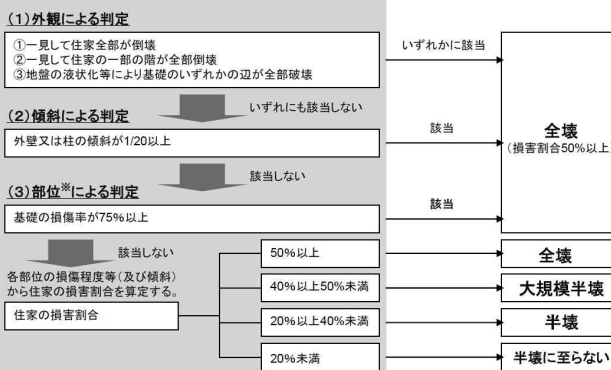 (1)外観による判定
①一見して住家全部が倒壊
②一見して住家の一部の階が全部倒壊
③地盤の液状化等により基礎のいずれかの辺が全部破壊
いずれかに該当
いずれにも該当しない
(2)傾斜による判定
外壁又は柱の傾斜が1/20以上
該当
全壊
(損害割合50%以上
該当しない
(3)部位※による判定
基礎の損傷率が75%以上
該当
該当しない
各部位の損傷程度等(及び傾斜)
から住家の損害割合を算定する。
住家の損害割合
50%以上
全壊
40%以上50%未満
大規模半壊
20%以上40%未満
半壊
20%未満
半壊に至らない